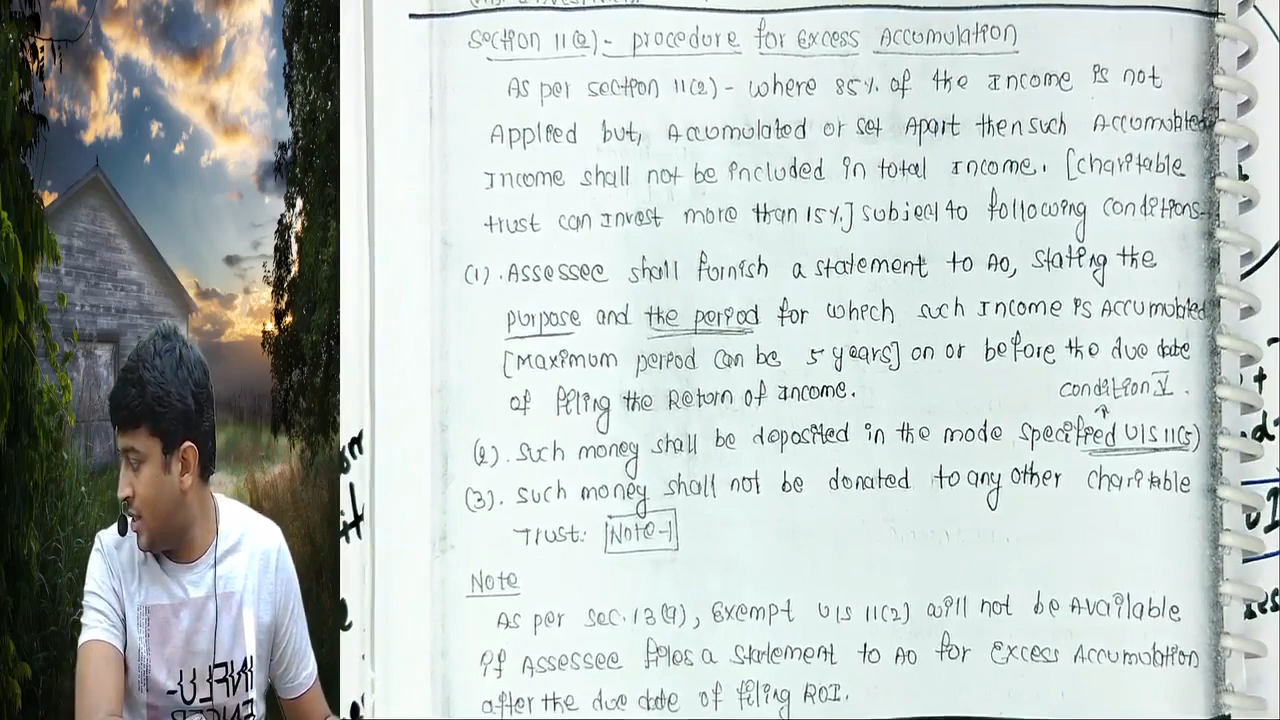 Section 11(2) - procedure for Excess Accumulation
As per section 11(2) - where 85%. of the Income is not
Applied but, Accumulated or set Apart then such Accumulated
Income shall not be included in total Income. [charitable
trust can Invest more than 15%.] subject to following conditions-
(1). Assessee shall furnish a statement to AO, stating the
purpose and the period for which such Income is Accumulated
[Maximum period can be 5 years] on or before the due date
of filing the Return of Income.
condition V.
(2). Such money shall be deposited in the mode specified U/S 11(5)
(3). Such money shall not be donated to any other charitable
Trust: Note-1
Note
As per sec. 13(9), Exempt U/S 11(2) will not be Available
if Assessee files a statement to AO for Excess Accumulation
after the due date of filing ROI.